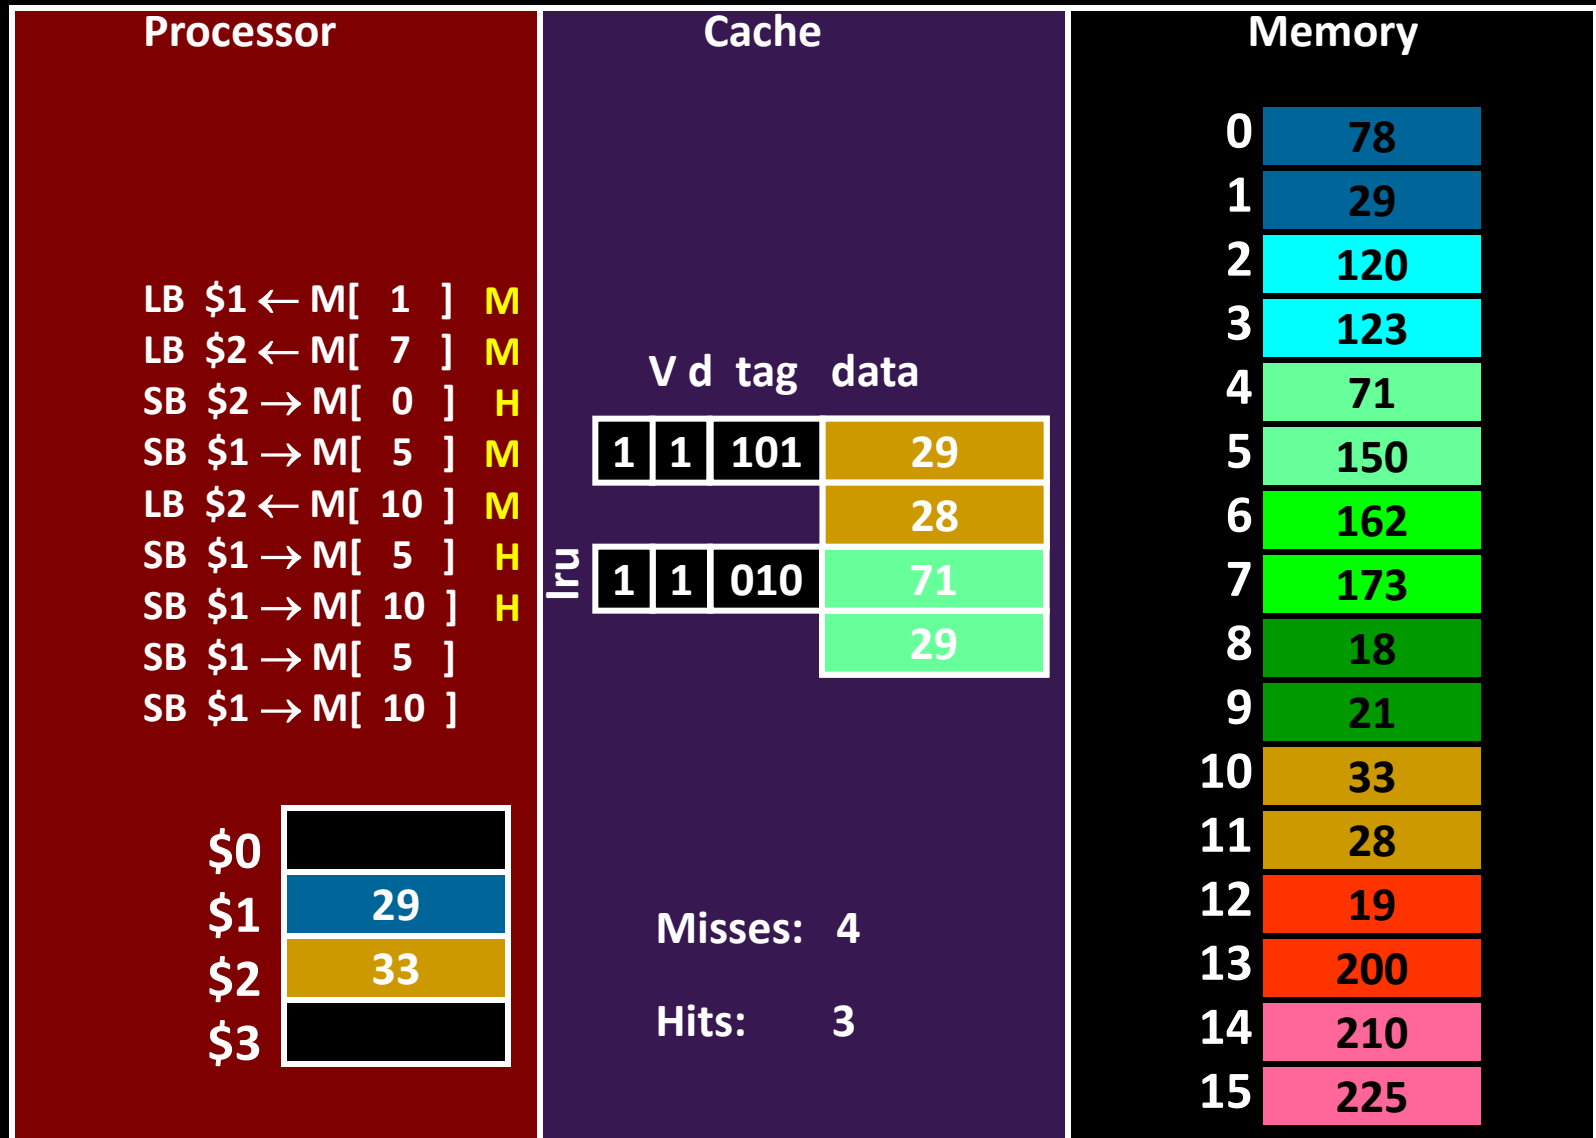 Processor
LB $1 ← M[ 1 ] M
LB $2 ← M[ 7 ] M
SB $2 → M[ 0 ] H
SB $1 → M[ 5 ] M
LB $2 ← M[ 10 ] M
SB $1 → M[ 5 ] H
SB $1 → M[ 10 ] H
SB $1 → M[ 5 ]
SB $1 → M[ 10 ]
$0
$1 29
$2 33
$3
Cache
V d tag data
1 1 101 29
28
lru 1 1 010 71
29
Misses: 4
Hits: 3
Memory
0 78
1 29
2 120
3 123
4 71
5 150
6 162
7 173
8 18
9 21
10 33
11 28
12 19
13 200
14 210
15 225